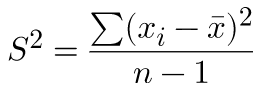 S² = ∑(xᵢ − x̄)² / (n − 1)